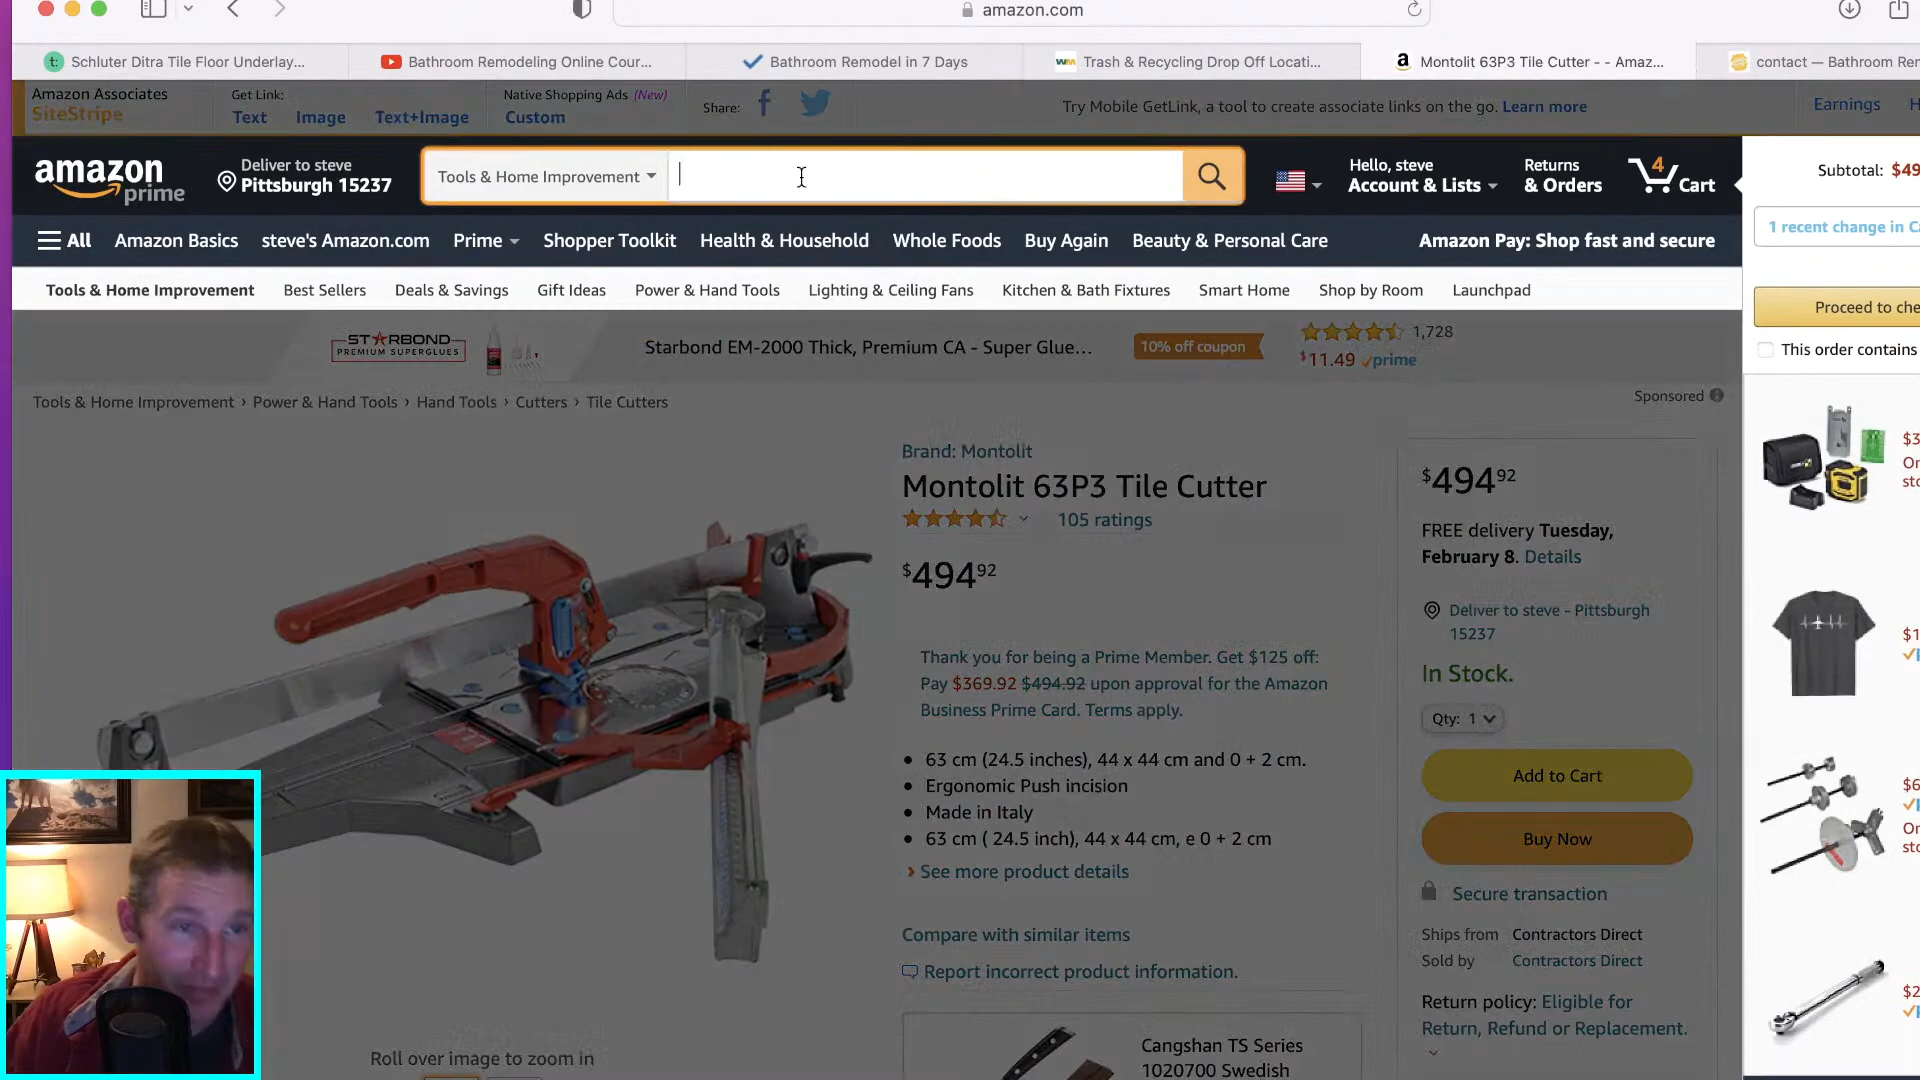 amazon.com
Schluter Ditra Tile Floor Underlay...
Bathroom Remodeling Online Cour...
Bathroom Remodel in 7 Days
WM
Trash & Recycling Drop Off Locati...
Montolit 63P3 Tile Cutter - - Amaz...
contact — Bathroom Rem
Amazon Associates
SiteStripe
Get Link:
Text
Image
Text+Image
Native Shopping Ads (New)
Custom
Share:
Try Mobile GetLink, a tool to create associate links on the go. Learn more
Earnings
H
amazon
prime
Deliver to steve
Pittsburgh 15237
Tools & Home Improvement
Hello, steve
Account & Lists
Returns
& Orders
4
Cart
Subtotal: $49
1 recent change in Ca
All
Amazon Basics
steve's Amazon.com
Prime
Shopper Toolkit
Health & Household
Whole Foods
Buy Again
Beauty & Personal Care
Amazon Pay: Shop fast and secure
Tools & Home Improvement
Best Sellers
Deals & Savings
Gift Ideas
Power & Hand Tools
Lighting & Ceiling Fans
Kitchen & Bath Fixtures
Smart Home
Shop by Room
Launchpad
Proceed to che
This order contains
STARBOND
PREMIUM SUPERGLUES
Starbond EM-2000 Thick, Premium CA - Super Glue...
10% off coupon
1,728
$11.49 prime
Sponsored
Tools & Home Improvement › Power & Hand Tools › Hand Tools › Cutters › Tile Cutters
Brand: Montolit
Montolit 63P3 Tile Cutter
105 ratings
$494 92
Thank you for being a Prime Member. Get $125 off:
Pay $369.92 $494.92 upon approval for the Amazon
Business Prime Card. Terms apply.
63 cm (24.5 inches), 44 x 44 cm and 0 + 2 cm.
Ergonomic Push incision
Made in Italy
63 cm ( 24.5 inch), 44 x 44 cm, e 0 + 2 cm
› See more product details
Compare with similar items
Report incorrect product information.
Cangshan TS Series
1020700 Swedish
Roll over image to zoom in
$494 92
FREE delivery Tuesday,
February 8. Details
Deliver to steve - Pittsburgh
15237
In Stock.
Qty: 1
Add to Cart
Buy Now
Secure transaction
Ships from Contractors Direct
Sold by Contractors Direct
Return policy: Eligible for
Return, Refund or Replacement.
$3
On
sto
$1
$6
On
sto
$2